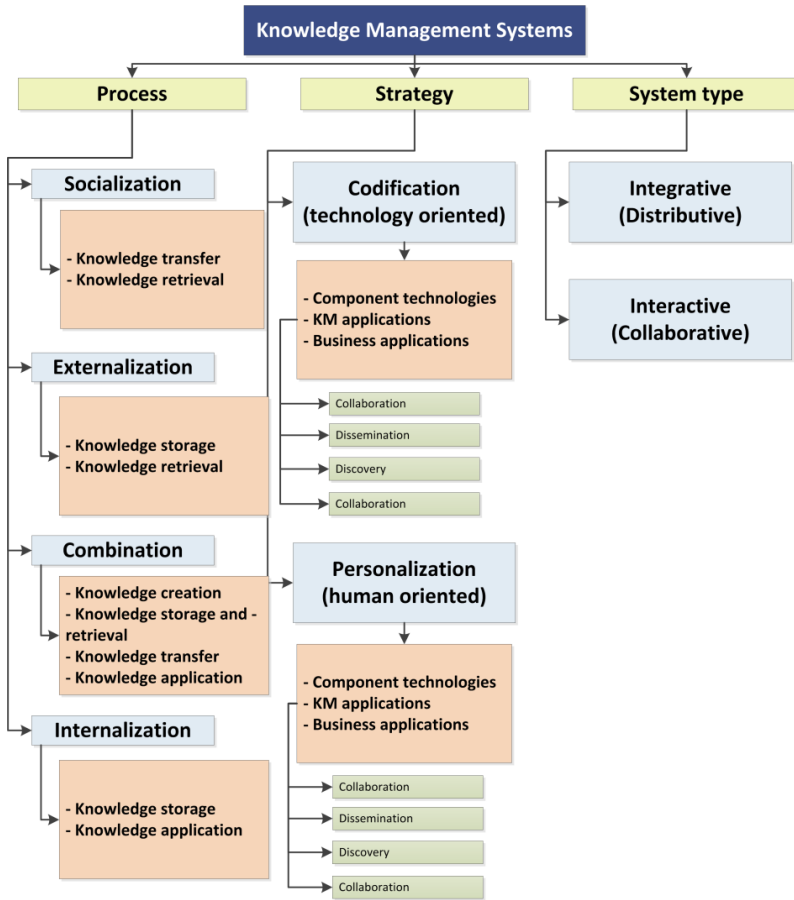 Knowledge Management Systems
Process
Strategy
System type
Socialization
- Knowledge transfer
- Knowledge retrieval
Externalization
- Knowledge storage
- Knowledge retrieval
Combination
- Knowledge creation
- Knowledge storage and -
retrieval
- Knowledge transfer
- Knowledge application
Internalization
- Knowledge storage
- Knowledge application
Codification
(technology oriented)
- Component technologies
- KM applications
- Business applications
Collaboration
Dissemination
Discovery
Collaboration
Personalization
(human oriented)
- Component technologies
- KM applications
- Business applications
Collaboration
Dissemination
Discovery
Collaboration
Integrative
(Distributive)
Interactive
(Collaborative)